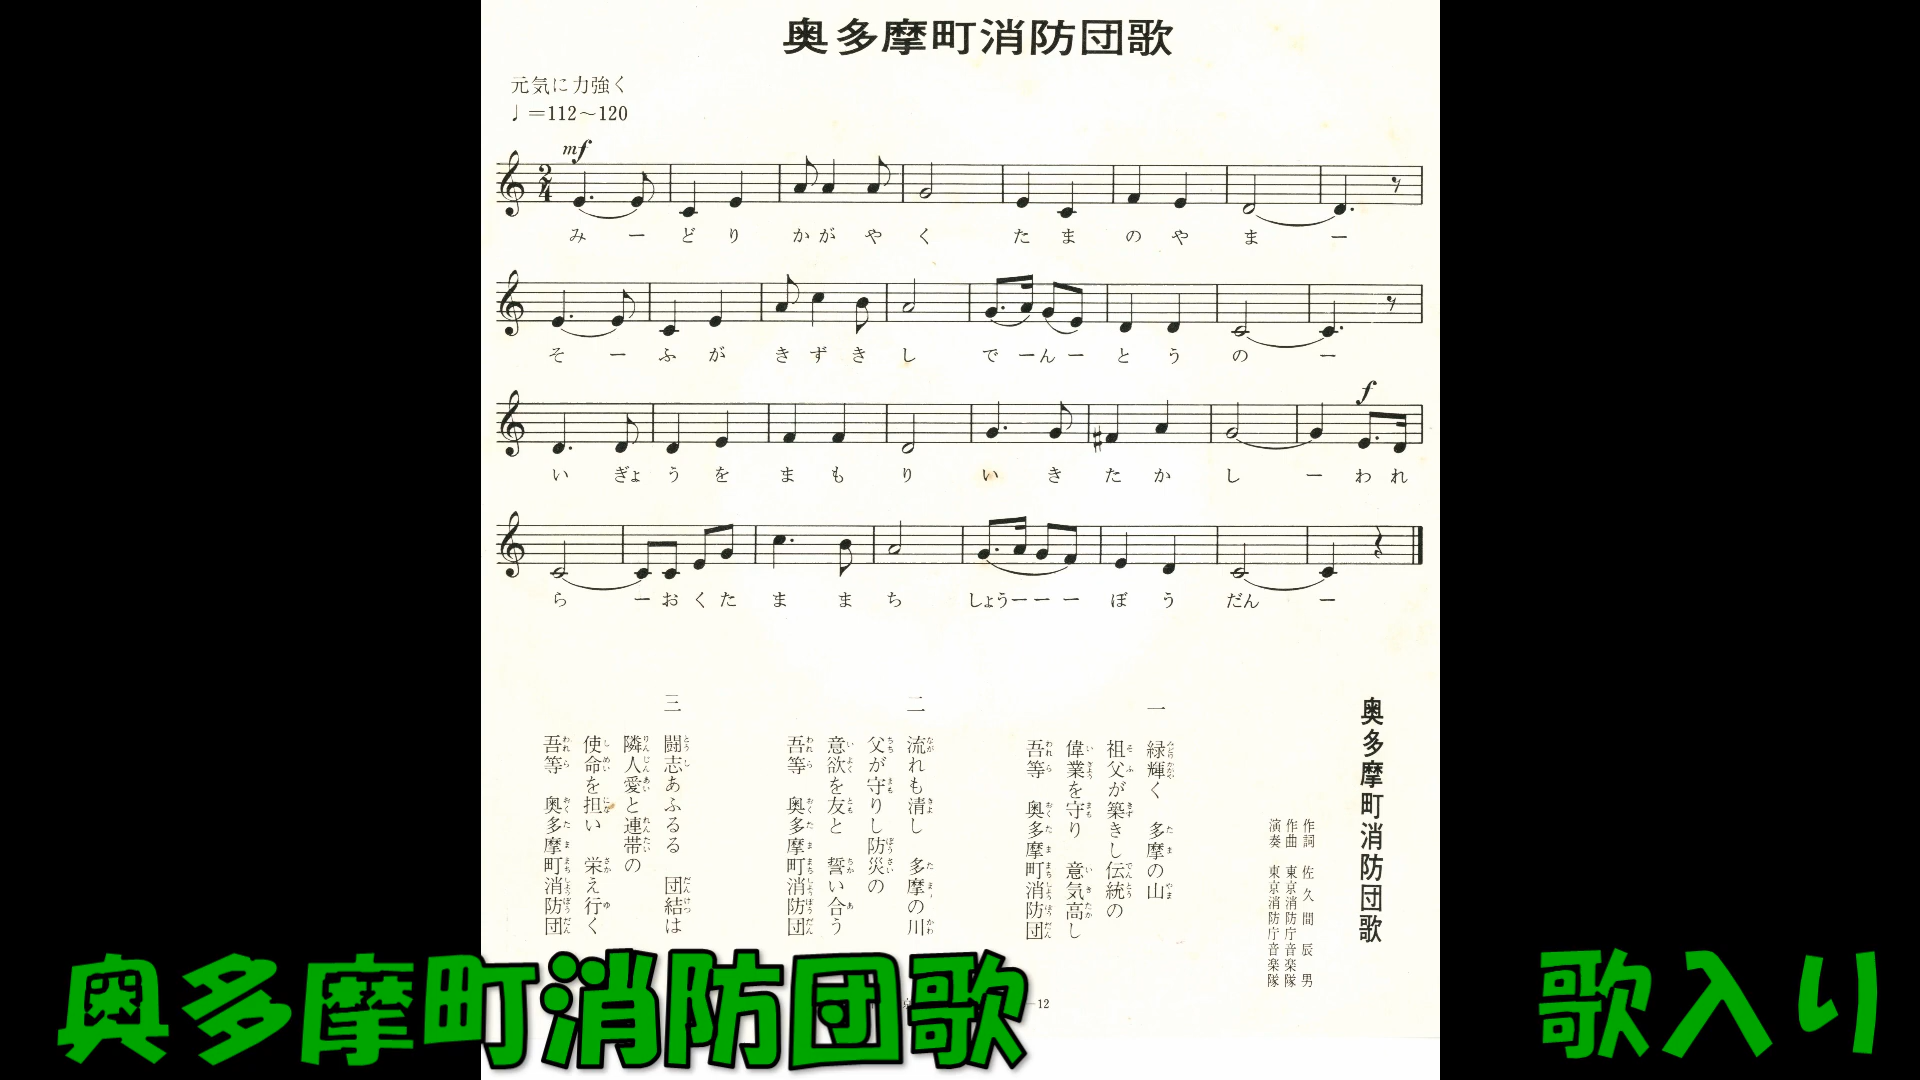 奥多摩町消防団歌
元気に力強く
♩=112〜120
mf
み ー ど り か が や く た ま の や ま ー
そ ー ふ が き ず き し で ー ん ー と う の ー
f
い ぎょ う を ま も り い き た か し ー わ れ
ら ー お く た ま ま ち しょう ー ー ー ぼ う だん ー
奥多摩町消防団歌
作詞 佐久間辰男
作曲 東京消防庁音楽隊
演奏 東京消防庁音楽隊
一
緑輝く 多摩の山
祖父が築きし伝統の
偉業を守り 意気高し
吾等 奥多摩町消防団
二
流れも清し 多摩の川
父が守りし防災の
意欲を友と 誓い合う
吾等 奥多摩町消防団
三
闘志あふるる 団結は
隣人愛と連帯の
使命を担い 栄え行く
吾等 奥多摩町消防団
12
奥多摩町消防団歌
歌入り